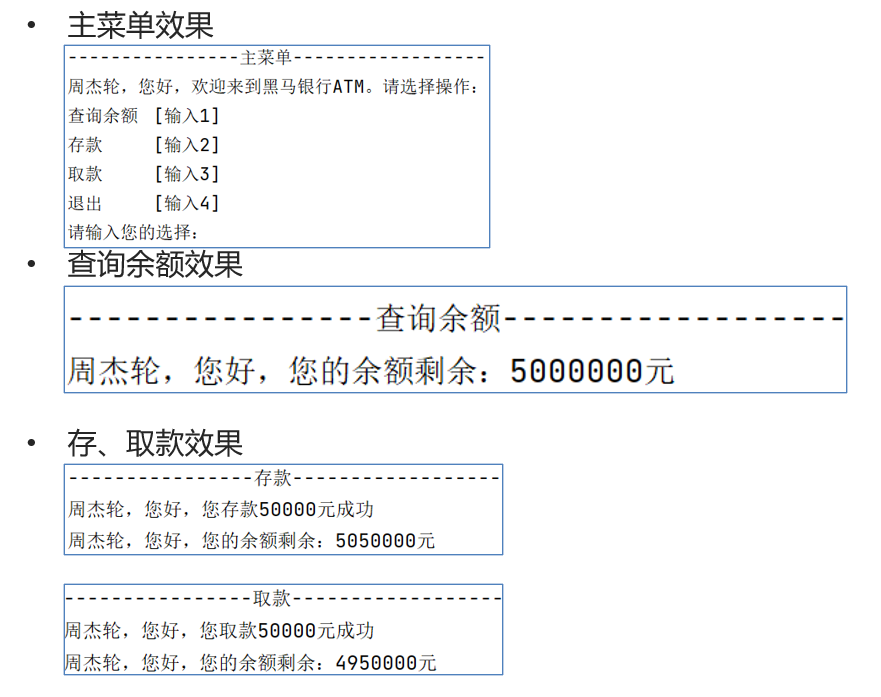 • 主菜单效果
----------------主菜单------------------
周杰轮，您好，欢迎来到黑马银行ATM。请选择操作：
查询余额 [输入1]
存款 [输入2]
取款 [输入3]
退出 [输入4]
请输入您的选择：
• 查询余额效果
----------------查询余额------------------
周杰轮，您好，您的余额剩余：5000000元
• 存、取款效果
----------------存款------------------
周杰轮，您好，您存款50000元成功
周杰轮，您好，您的余额剩余：5050000元
----------------取款------------------
周杰轮，您好，您取款50000元成功
周杰轮，您好，您的余额剩余：4950000元